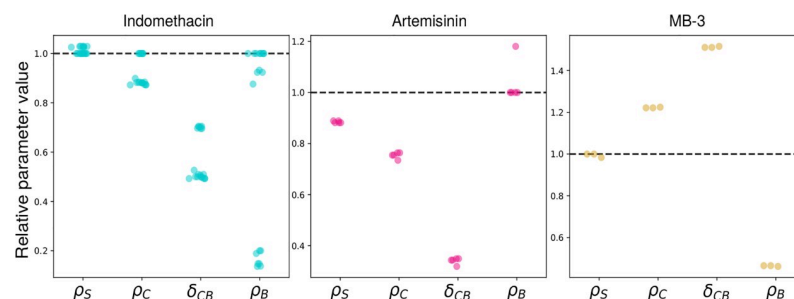 Indomethacin
Artemisinin
MB-3
Relative parameter value
1.0
0.8
0.6
0.4
0.2
1.2
1.0
0.8
0.6
0.4
1.4
1.2
1.0
0.8
0.6
ρS ρC δCB ρB
ρS ρC δCB ρB
ρS ρC δCB ρB